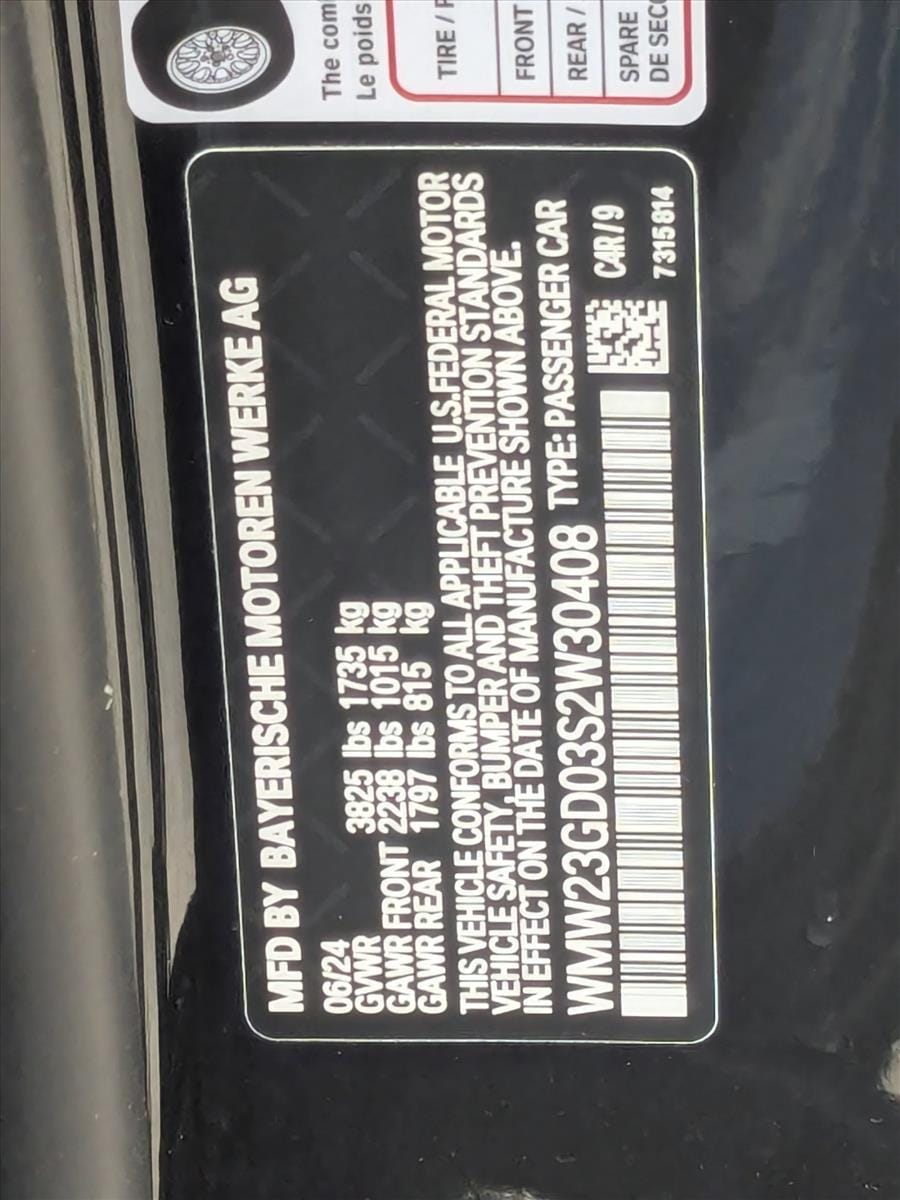 The com
Le poids
TIRE /
FRONT
REAR /
SPARE
DE SECO
MFD BY BAYERISCHE MOTOREN WERKE AG
06/24
GVWR 3825 lbs 1735 kg
GAWR FRONT 2238 lbs 1015 kg
GAWR REAR 1797 lbs 815 kg
THIS VEHICLE CONFORMS TO ALL APPLICABLE U.S.FEDERAL MOTOR
VEHICLE SAFETY, BUMPER AND THEFT PREVENTION STANDARDS
IN EFFECT ON THE DATE OF MANUFACTURE SHOWN ABOVE.
WMW23GD03S2W30408 TYPE: PASSENGER CAR
C4R/9
7315814